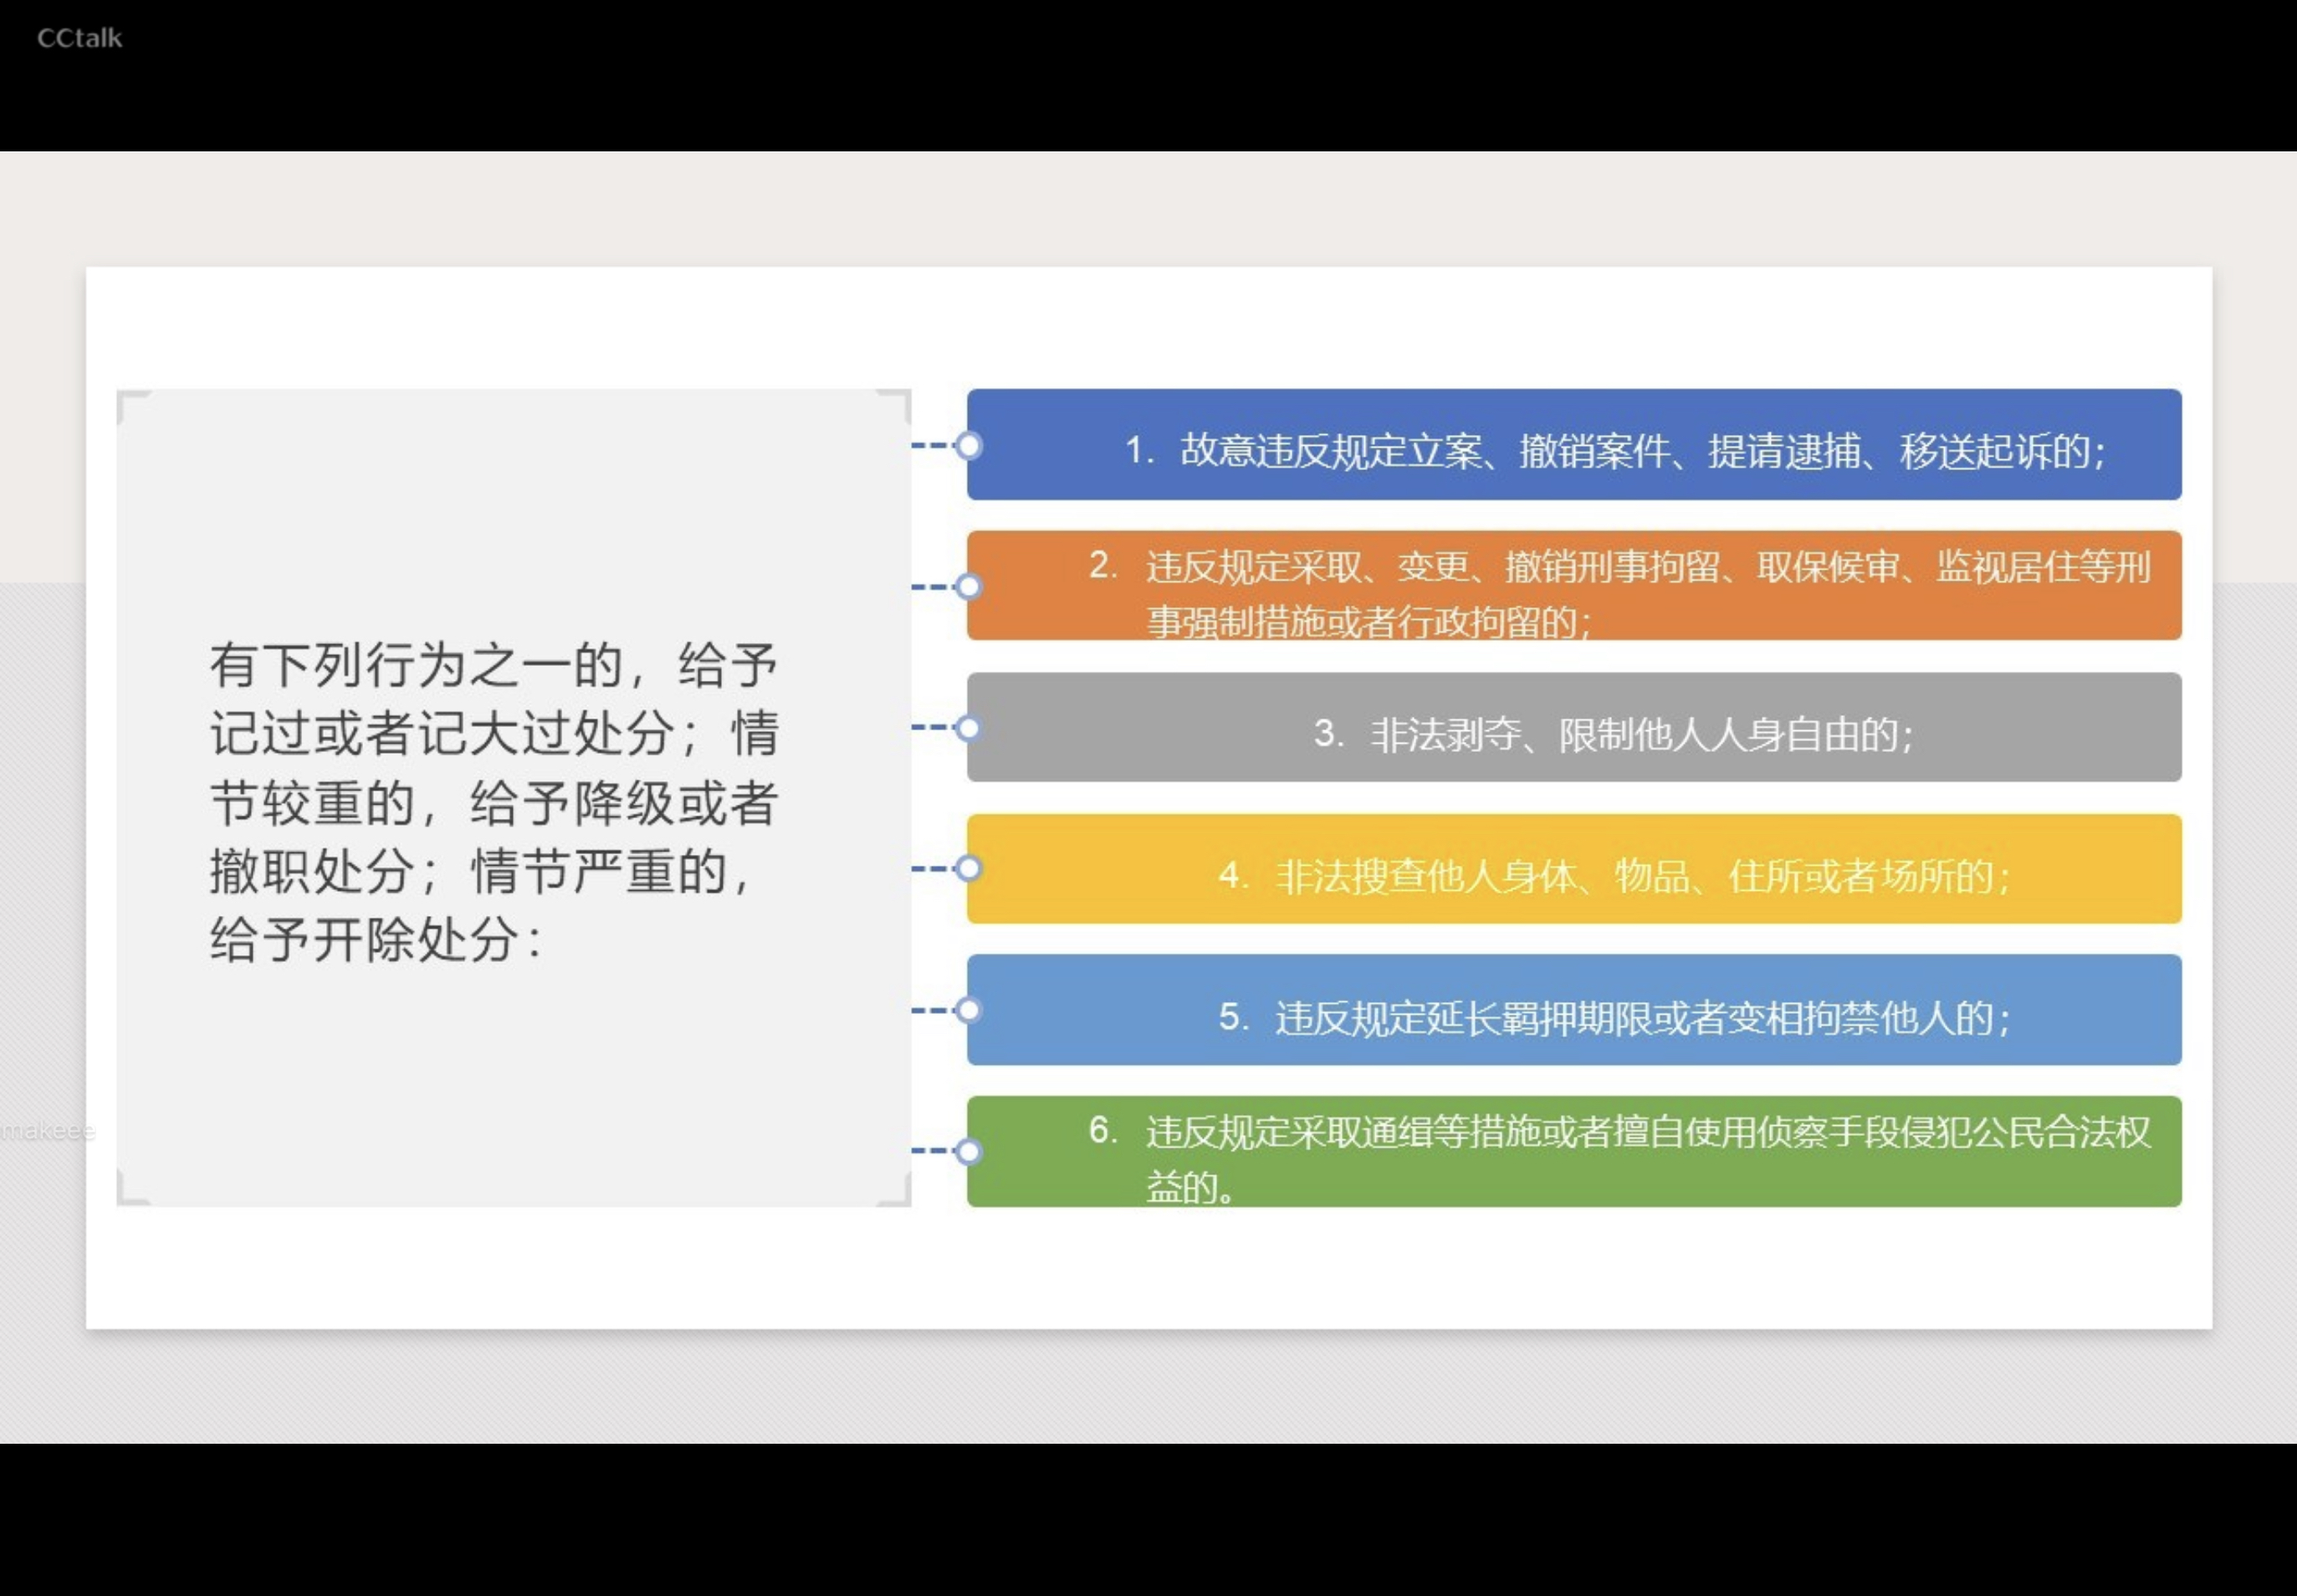 CCtalk
有下列行为之一的，给予
记过或者记大过处分；情
节较重的，给予降级或者
撤职处分；情节严重的，
给予开除处分：
1. 故意违反规定立案、撤销案件、提请逮捕、移送起诉的；
2. 违反规定采取、变更、撤销刑事拘留、取保候审、监视居住等刑
事强制措施或者行政拘留的；
3. 非法剥夺、限制他人人身自由的；
4. 非法搜查他人身体、物品、住所或者场所的；
5. 违反规定延长羁押期限或者变相拘禁他人的；
6. 违反规定采取通缉等措施或者擅自使用侦察手段侵犯公民合法权
益的。
makeee